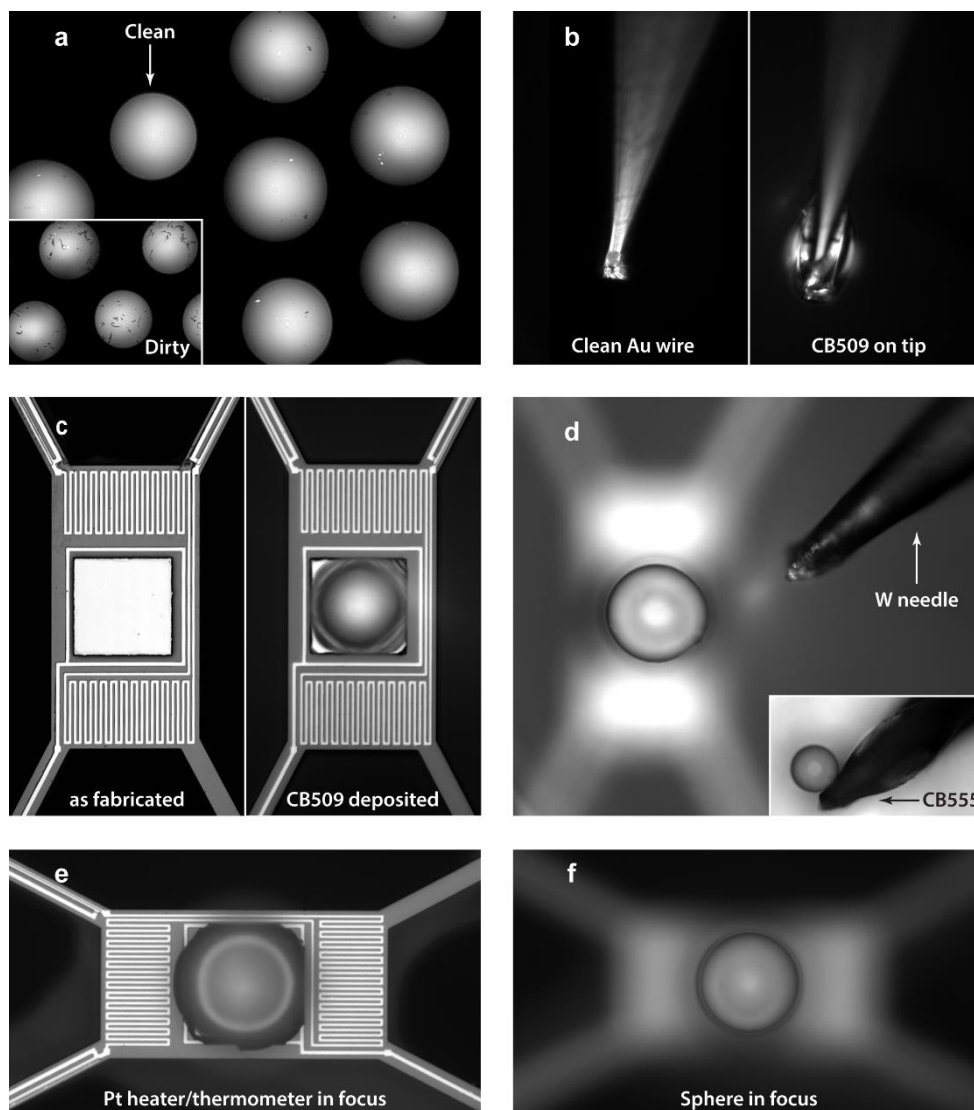 a
Clean
Dirty
b
Clean Au wire
CB509 on tip
c
as fabricated
CB509 deposited
d
W needle
CB555
e
Pt heater/thermometer in focus
f
Sphere in focus